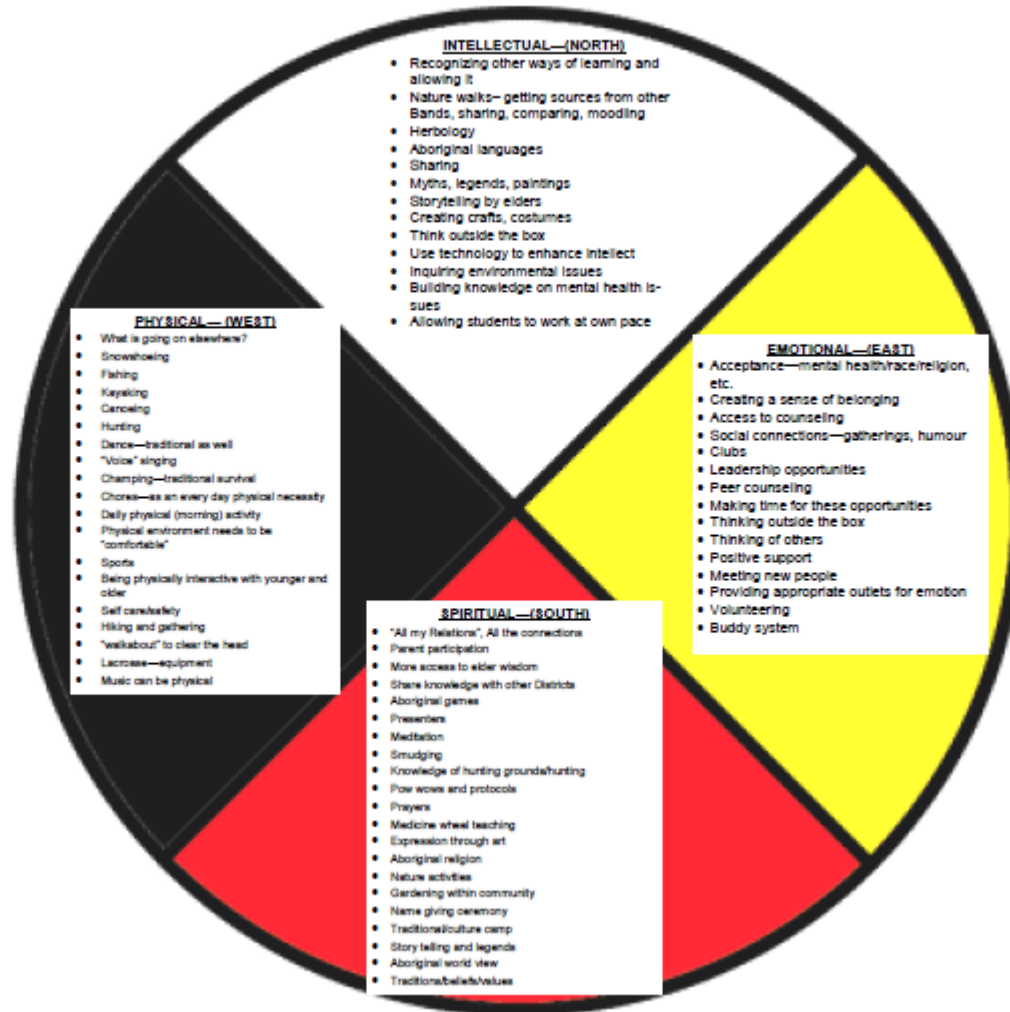 INTELLECTUAL—(NORTH)
• Recognizing other ways of learning and
allowing it
• Nature walks– getting sources from other
Bands, sharing, comparing, moodling
• Herbology
• Aboriginal languages
• Sharing
• Myths, legends, paintings
• Storytelling by elders
• Creating crafts, costumes
• Think outside the box
• Use technology to enhance intellect
• Inquiring environmental issues
• Building knowledge on mental health is-
sues
• Allowing students to work at own pace
PHYSICAL— (WEST)
• What is going on elsewhere?
• Snowshoeing
• Fishing
• Kayaking
• Canoeing
• Hunting
• Dance—traditional as well
• "Voice" singing
• Champing—traditional survival
• Chores—as an every day physical necessity
• Daily physical (morning) activity
• Physical environment needs to be
"comfortable"
• Sports
• Being physically interactive with younger and
older
• Self care/safety
• Hiking and gathering
• "walkabout" to clear the head
• Lacrosse—equipment
• Music can be physical
EMOTIONAL—(EAST)
• Acceptance—mental health/race/religion,
etc.
• Creating a sense of belonging
• Access to counseling
• Social connections—gatherings, humour
• Clubs
• Leadership opportunities
• Peer counseling
• Making time for these opportunities
• Thinking outside the box
• Thinking of others
• Positive support
• Meeting new people
• Providing appropriate outlets for emotion
• Volunteering
• Buddy system
SPIRITUAL—(SOUTH)
• "All my Relations", All the connections
• Parent participation
• More access to elder wisdom
• Share knowledge with other Districts
• Aboriginal games
• Presenters
• Meditation
• Smudging
• Knowledge of hunting grounds/hunting
• Pow wows and protocols
• Prayers
• Medicine wheel teaching
• Expression through art
• Aboriginal religion
• Nature activities
• Gardening within community
• Name giving ceremony
• Traditional/culture camp
• Story telling and legends
• Aboriginal world view
• Traditions/beliefs/values